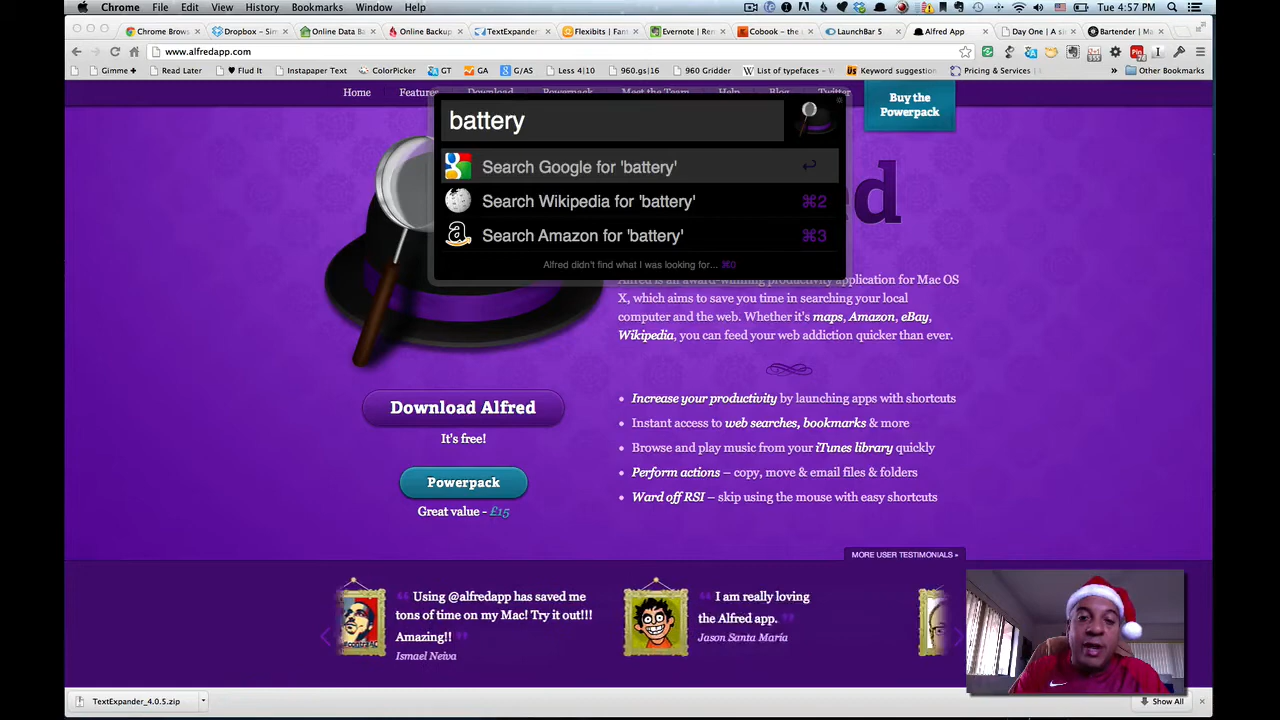 Chrome File Edit View History Bookmarks Window Help Tue 4:57 PM
Chrome Brows Dropbox - Sim Online Data Ba Online Backup TextExpander Flexibits | Fan Evernote | Rem Cobook - the LaunchBar 5 Alfred App Day One | A si Bartender | Ma
www.alfredapp.com
Gimme + Read Later ♥ Flud It Instapaper Text ColorPicker GT GA G/AS Less 4|10 960.gs|16 960 Gridder List of typefaces - Keyword suggestion Pricing & Services | Other Bookmarks
Home Features Download Powerpack Meet the Team Help Blog Twitter
Buy the
Powerpack
battery
Search Google for 'battery'
Search Wikipedia for 'battery' ⌘2
Search Amazon for 'battery' ⌘3
Alfred didn't find what I was looking for... ⌘0
ed
Alfred is an award-winning productivity application for Mac OS
X, which aims to save you time in searching your local
computer and the web. Whether it's maps, Amazon, eBay,
Wikipedia, you can feed your web addiction quicker than ever.
Download Alfred
It's free!
Powerpack
Great value - £15
• Increase your productivity by launching apps with shortcuts
• Instant access to web searches, bookmarks & more
• Browse and play music from your iTunes library quickly
• Perform actions – copy, move & email files & folders
• Ward off RSI – skip using the mouse with easy shortcuts
MORE USER TESTIMONIALS »
Using @alfredapp has saved me
tons of time on my Mac! Try it out!!!
Amazing!!
Ismael Neiva
I am really loving
the Alfred app.
Jason Santa María
TextExpander_4.0.5.zip Show All